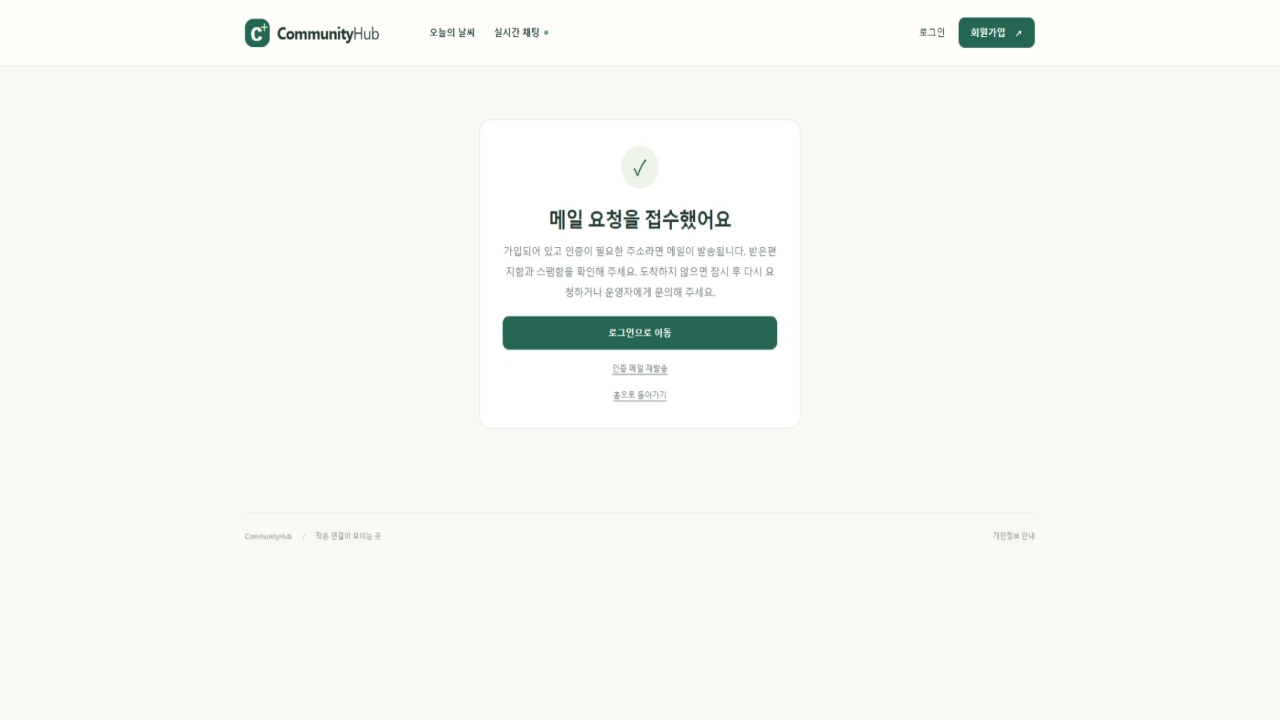 C+ CommunityHub 오늘의 날씨 실시간 채팅 로그인 회원가입 ↗
✓
메일 요청을 접수했어요
가입되어 있고 인증이 필요한 주소라면 메일이 발송됩니다. 받은편
지함과 스팸함을 확인해 주세요. 도착하지 않으면 잠시 후 다시 요
청하거나 운영자에게 문의해 주세요.
로그인으로 이동
인증 메일 재발송
홈으로 돌아가기
CommunityHub / 작은 연결이 모이는 곳 개인정보 안내